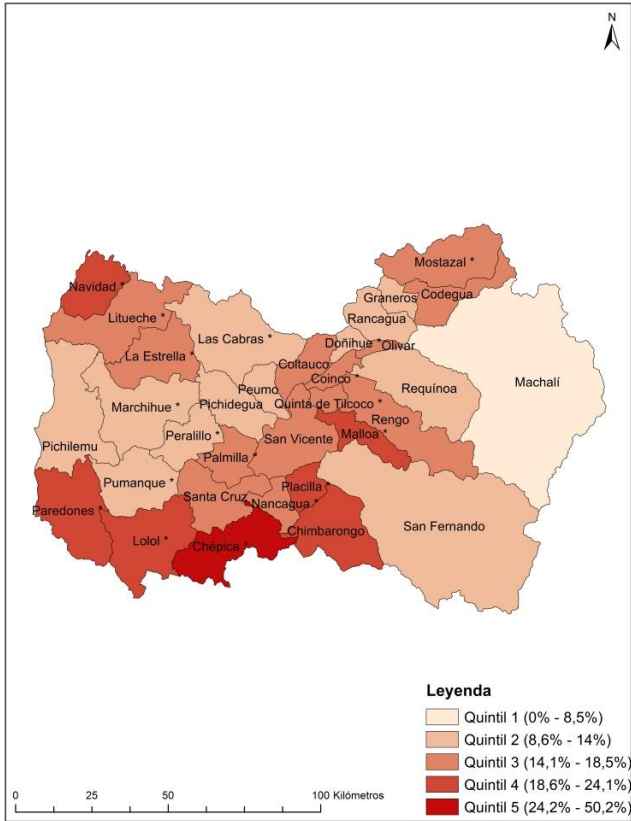 N
Mostazal *
Navidad *
Codegua
Graneros
Litueche *
Rancagua
Las Cabras *
Doñihue *
Olivar
La Estrella *
Coltauco
Coinco *
Machalí
Requínoa
Peumo
Marchihue *
Pichidegua
Quinta de Tilcoco *
Rengo
Peralillo *
San Vicente
Malloa *
Pichilemu
Palmilla *
Pumanque *
Placilla *
Santa Cruz *
Nancagua *
Paredones *
San Fernando
Chimbarongo
Lolol *
Chépica *
Leyenda
Quintil 1 (0% - 8,5%)
Quintil 2 (8,6% - 14%)
Quintil 3 (14,1% - 18,5%)
Quintil 4 (18,6% - 24,1%)
Quintil 5 (24,2% - 50,2%)
0 25 50 100 Kilómetros